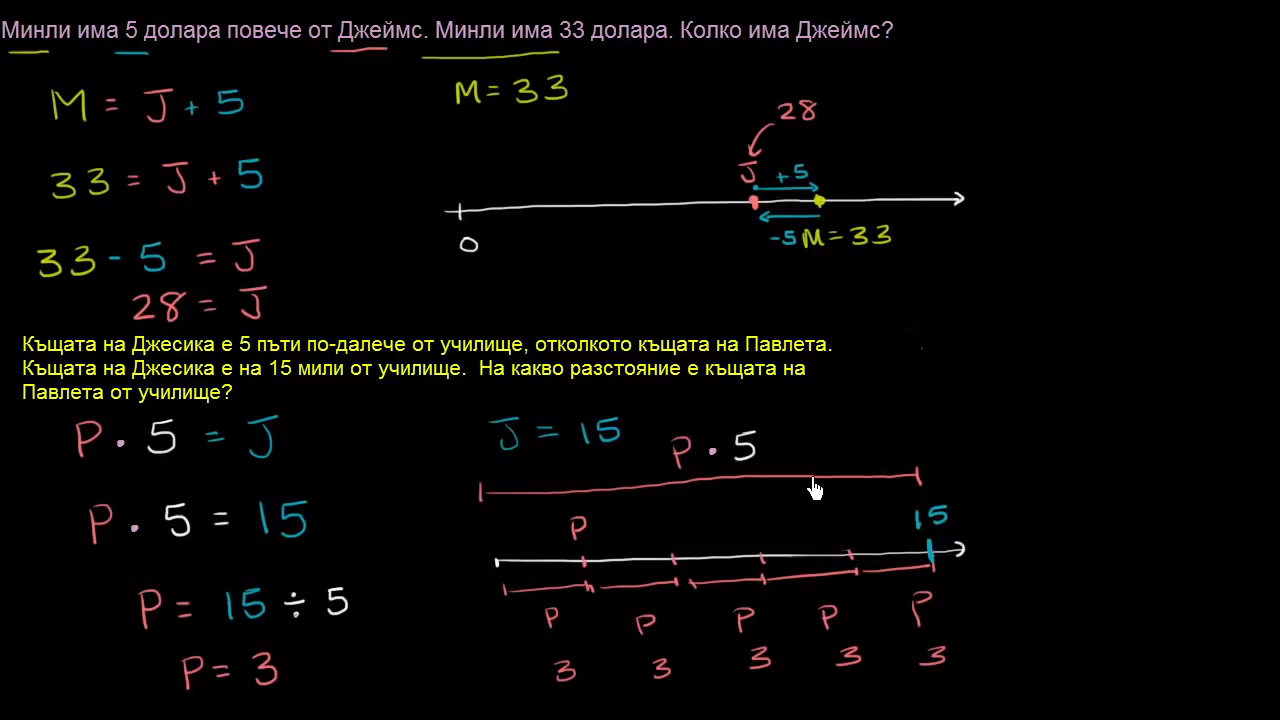 Минли има 5 долара повече от Джеймс. Минли има 33 долара. Колко има Джеймс?
M = J + 5
M = 33
28
33 = J + 5
J +5
0
-5 M = 33
33 - 5 = J
28 = J
Къщата на Джесика е 5 пъти по-далече от училище, отколкото къщата на Павлета.
Къщата на Джесика е на 15 мили от училище. На какво разстояние е къщата на
Павлета от училище?
P · 5 = J
J = 15
P · 5
P · 5 = 15
P
15
P = 15 ÷ 5
P P P P P
P = 3
3 3 3 3 3